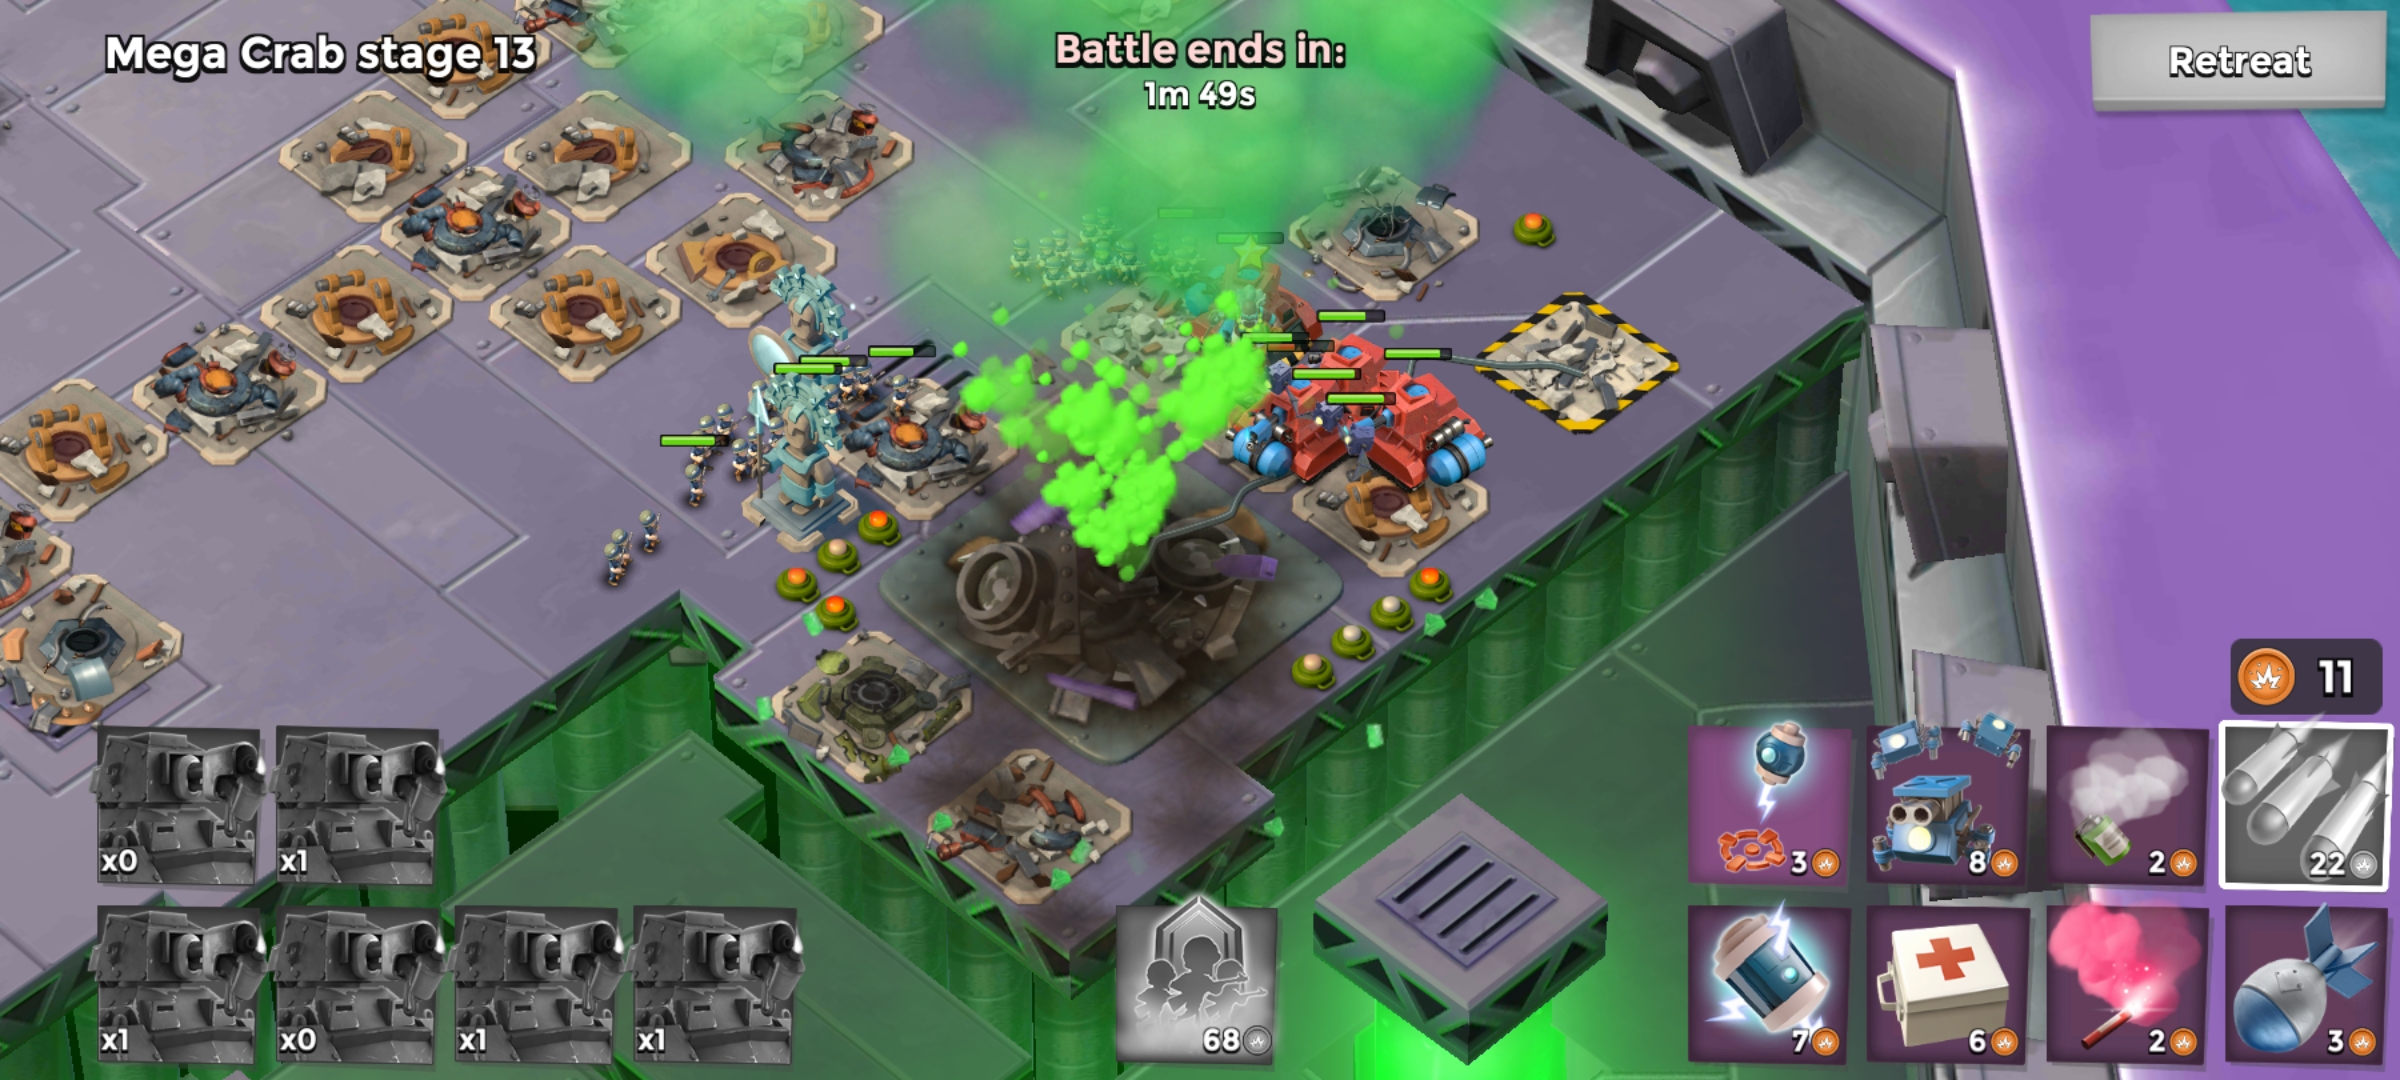 Mega Crab stage 13
Battle ends in:
1m 49s
Retreat
11
x0
x1
3
8
2
22
x1
x0
x1
x1
68
7
6
2
3